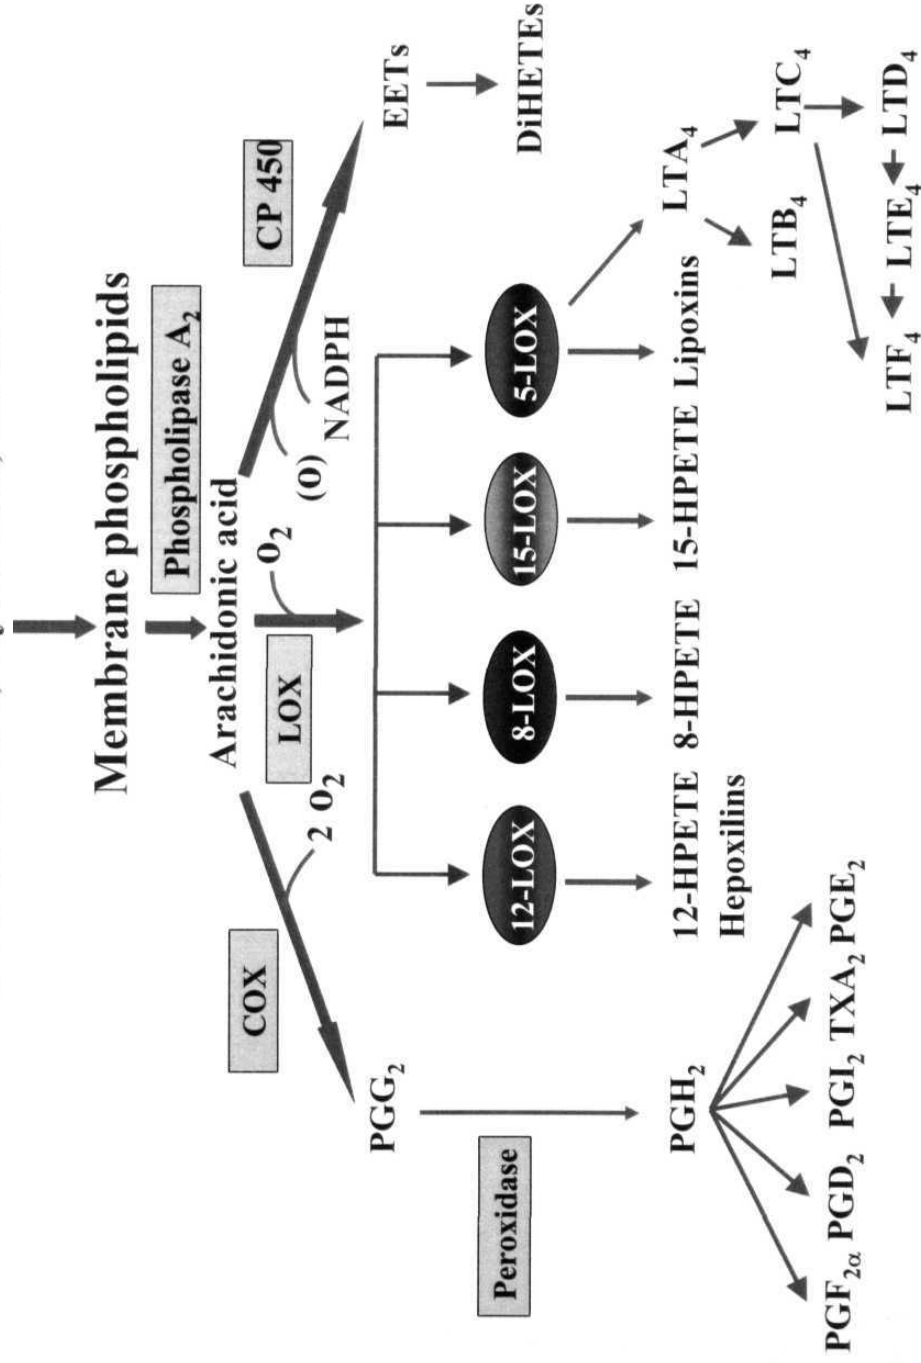 Membrane phospholipids
Phospholipase A₂
Arachidonic acid
COX
2 O₂
LOX
O₂
(O)
NADPH
CP 450
PGG₂
EETs
DiHETEs
Peroxidase
12-LOX
8-LOX
15-LOX
5-LOX
PGH₂
12-HPETE
Hepoxilins
8-HPETE
15-HPETE
Lipoxins
LTA₄
LTB₄
LTC₄
PGF₂α PGD₂ PGI₂ TXA₂ PGE₂
LTF₄ LTE₄ LTD₄